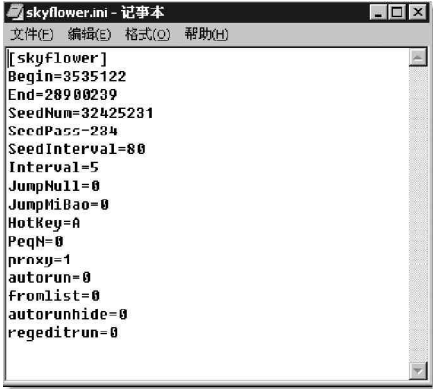 skyflower.ini - 记事本
文件(F) 编辑(E) 格式(O) 帮助(H)
[skyflower]
Begin=3535122
End=28900239
SeedNum=32425231
SeedPass=234
SeedInterval=80
Interval=5
JumpNull=0
JumpMiBao=0
HotKey=A
PeqN=0
proxy=1
autorun=0
fromlist=0
autorunhide=0
regeditrun=0